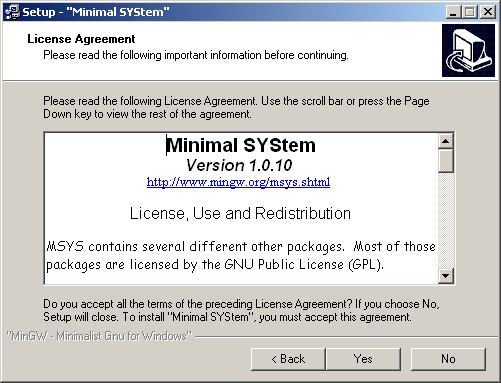 Setup - "Minimal SYStem"
License Agreement
Please read the following important information before continuing.
Please read the following License Agreement. Use the scroll bar or press the Page
Down key to view the rest of the agreement.
Minimal SYStem
Version 1.0.10
http://www.mingw.org/msys.shtml
License, Use and Redistribution
MSYS contains several different other packages. Most of those
packages are licensed by the GNU Public License (GPL).
Do you accept all the terms of the preceding License Agreement? If you choose No,
Setup will close. To install "Minimal SYStem", you must accept this agreement.
"MinGW - Minimalist Gnu for Windows"
< Back Yes No